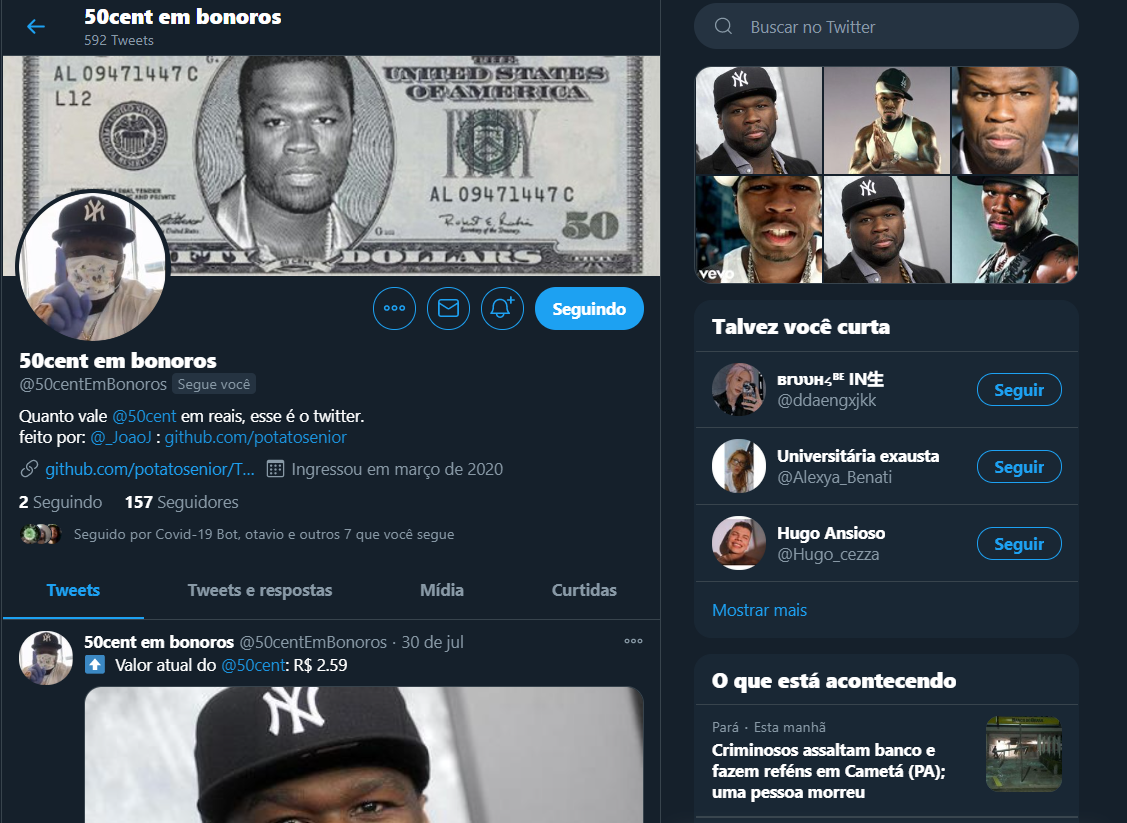 50cent em bonoros
592 Tweets
AL 09471447 C
L12
THE
UNITED STATES
OF AMERICA
AL 09471447 C
50
FIFTY DOLLARS
Seguindo
50cent em bonoros
@50centEmBonoros Segue você
Quanto vale @50cent em reais, esse é o twitter.
feito por: @_JoaoJ : github.com/potatosenior
github.com/potatosenior/T... Ingressou em março de 2020
2 Seguindo 157 Seguidores
Seguido por Covid-19 Bot, otavio e outros 7 que você segue
Tweets Tweets e respostas Mídia Curtidas
50cent em bonoros @50centEmBonoros · 30 de jul
Valor atual do @50cent: R$ 2.59
NY
Buscar no Twitter
vevo
Talvez você curta
@ddaengxjkk
Seguir
Universitária exausta
@Alexya_Benati
Seguir
Hugo Ansioso
@Hugo_cezza
Seguir
Mostrar mais
O que está acontecendo
Pará · Esta manhã
Criminosos assaltam banco e
fazem reféns em Cametá (PA);
uma pessoa morreu